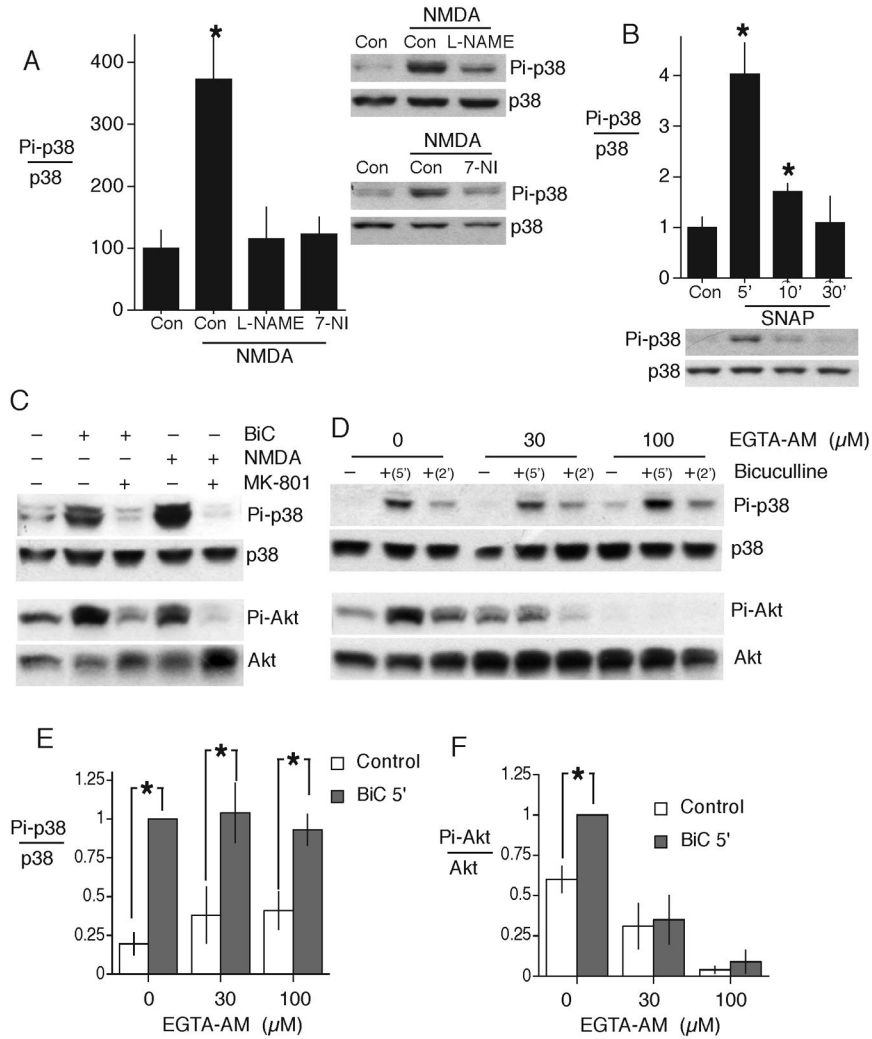 A
Pi-p38
p38
400
300
200
100
0
*
Con
Con
L-NAME
7-NI
NMDA
NMDA
Con
Con
L-NAME
Pi-p38
p38
NMDA
Con
Con
7-NI
Pi-p38
p38
B
Pi-p38
p38
4
3
2
1
0
*
*
Con
5'
10'
30'
SNAP
Pi-p38
p38
C
– + + – – BiC
– – – + + NMDA
– – + – + MK-801
Pi-p38
p38
Pi-Akt
Akt
D
0 30 100 EGTA-AM (µM)
– +(5') +(2') – +(5') +(2') – +(5') +(2') Bicuculline
Pi-p38
p38
Pi-Akt
Akt
E
Pi-p38
p38
1.25
1
0.75
0.5
0.25
0
*
*
*
Control
BiC 5'
0 30 100
EGTA-AM (µM)
F
Pi-Akt
Akt
1.25
1
0.75
0.5
0.25
0
*
Control
BiC 5'
0 30 100
EGTA-AM (µM)